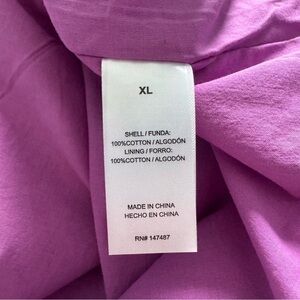 XL
SHELL / FUNDA:
100%COTTON / ALGODÓN
LINING / FORRO:
100%COTTON / ALGODÓN
MADE IN CHINA
HECHO EN CHINA
RN# 147487